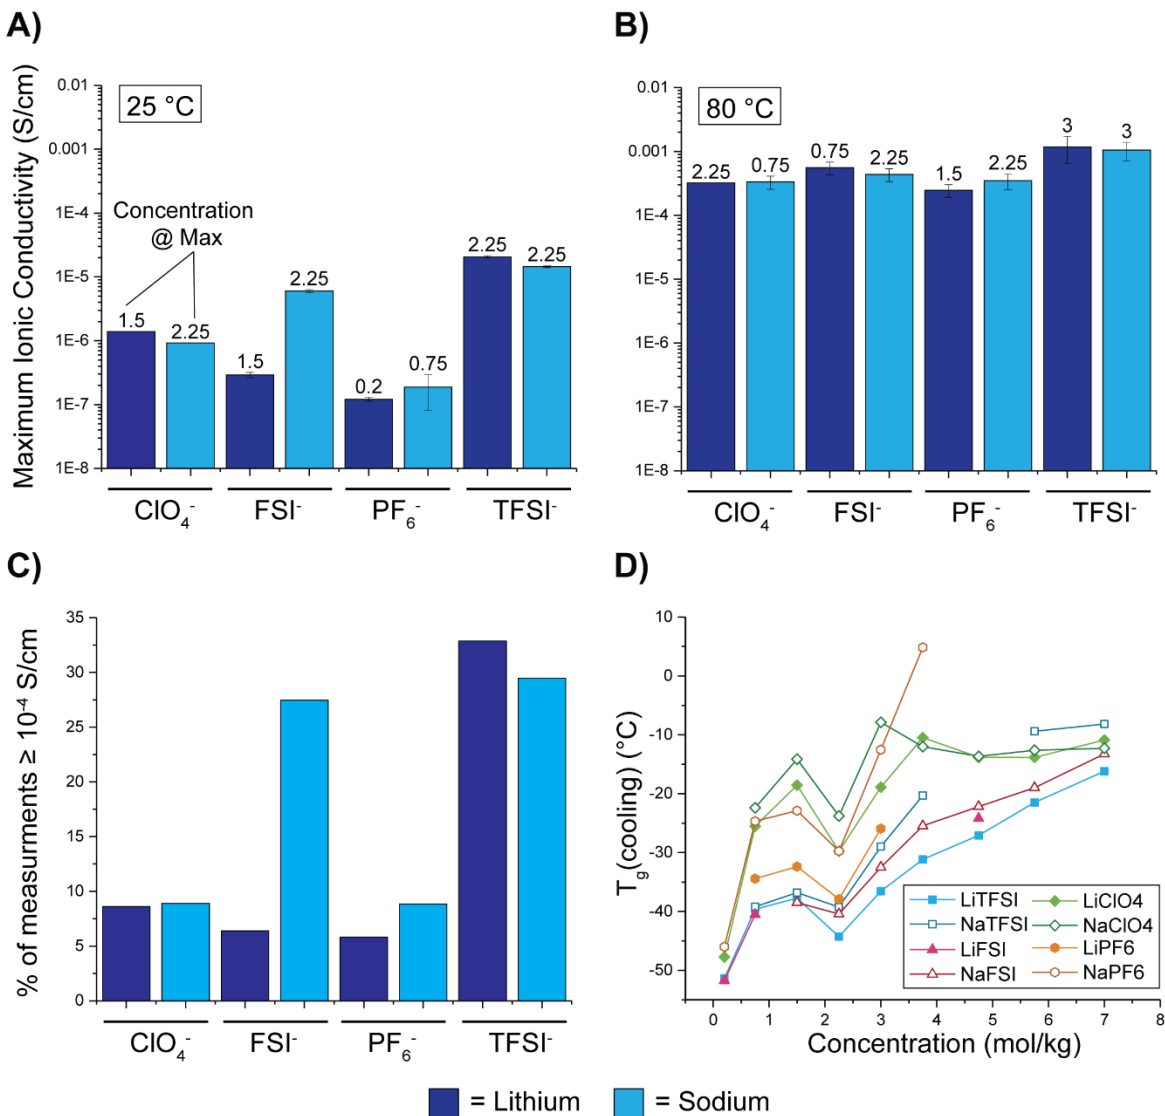 A)
Maximum Ionic Conductivity (S/cm)
0.01
0.001
1E-4
1E-5
1E-6
1E-7
1E-8
25 °C
Concentration
@ Max
1.5
2.25
1.5
2.25
0.2
0.75
2.25
2.25
ClO₄⁻
FSI⁻
PF₆⁻
TFSI⁻
B)
0.01
0.001
1E-4
1E-5
1E-6
1E-7
1E-8
80 °C
2.25
0.75
0.75
2.25
1.5
2.25
3
3
ClO₄⁻
FSI⁻
PF₆⁻
TFSI⁻
C)
% of measurments ≥ 10⁻⁴ S/cm
35
30
25
20
15
10
5
0
ClO₄⁻
FSI⁻
PF₆⁻
TFSI⁻
D)
T_g(cooling) (°C)
10
0
-10
-20
-30
-40
-50
0 1 2 3 4 5 6 7 8
Concentration (mol/kg)
LiTFSI
NaTFSI
LiFSI
NaFSI
LiClO4
NaClO4
LiPF6
NaPF6
= Lithium
= Sodium